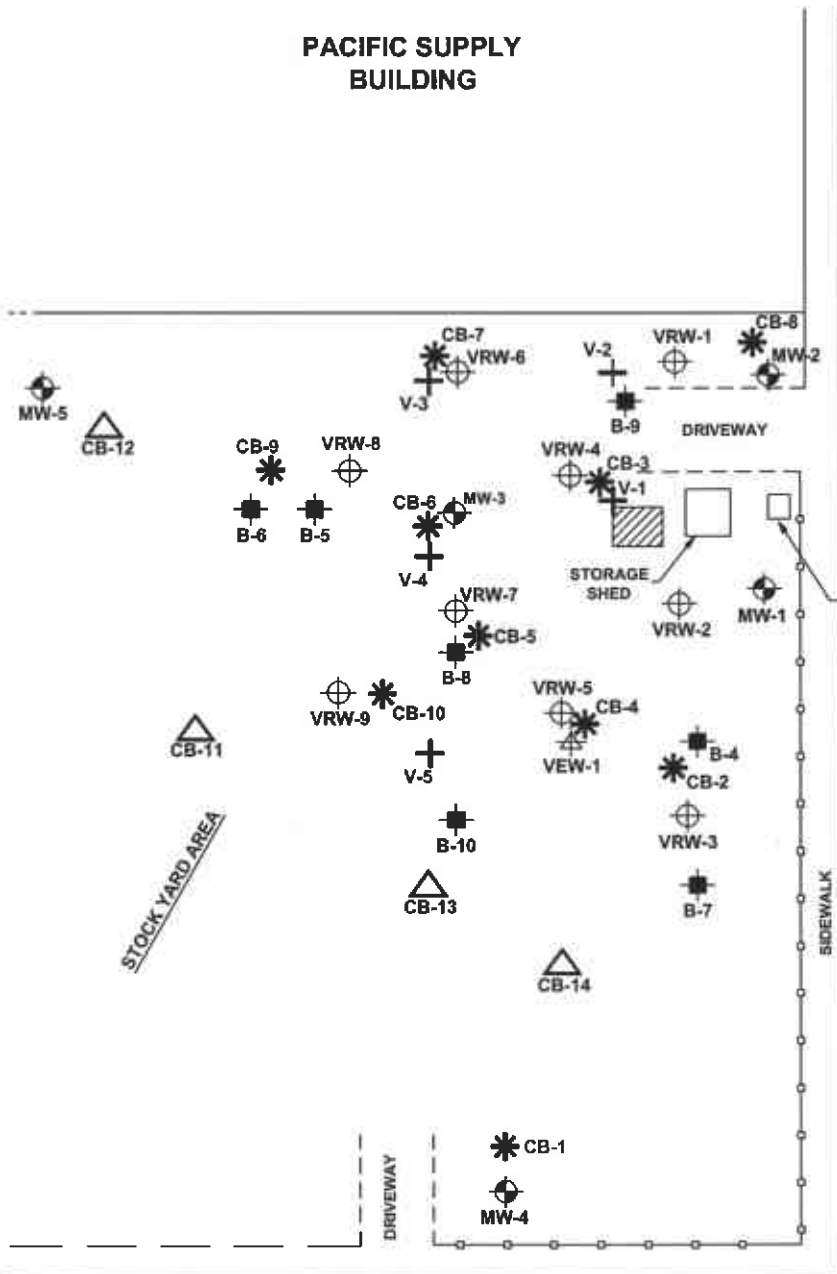 PACIFIC SUPPLY
BUILDING
CB-7
VRW-6
V-3
V-2
VRW-1
CB-8
MW-2
MW-5
CB-12
B-9
DRIVEWAY
CB-9
VRW-8
VRW-4
CB-3
V-1
CB-6
MW-3
B-6
B-5
V-4
STORAGE
SHED
VRW-7
VRW-2
MW-1
CB-5
B-8
VRW-9
CB-10
VRW-5
CB-4
CB-11
V-5
VEW-1
B-4
CB-2
B-10
VRW-3
STOCK YARD AREA
CB-13
B-7
SIDEWALK
CB-14
CB-1
DRIVEWAY
MW-4